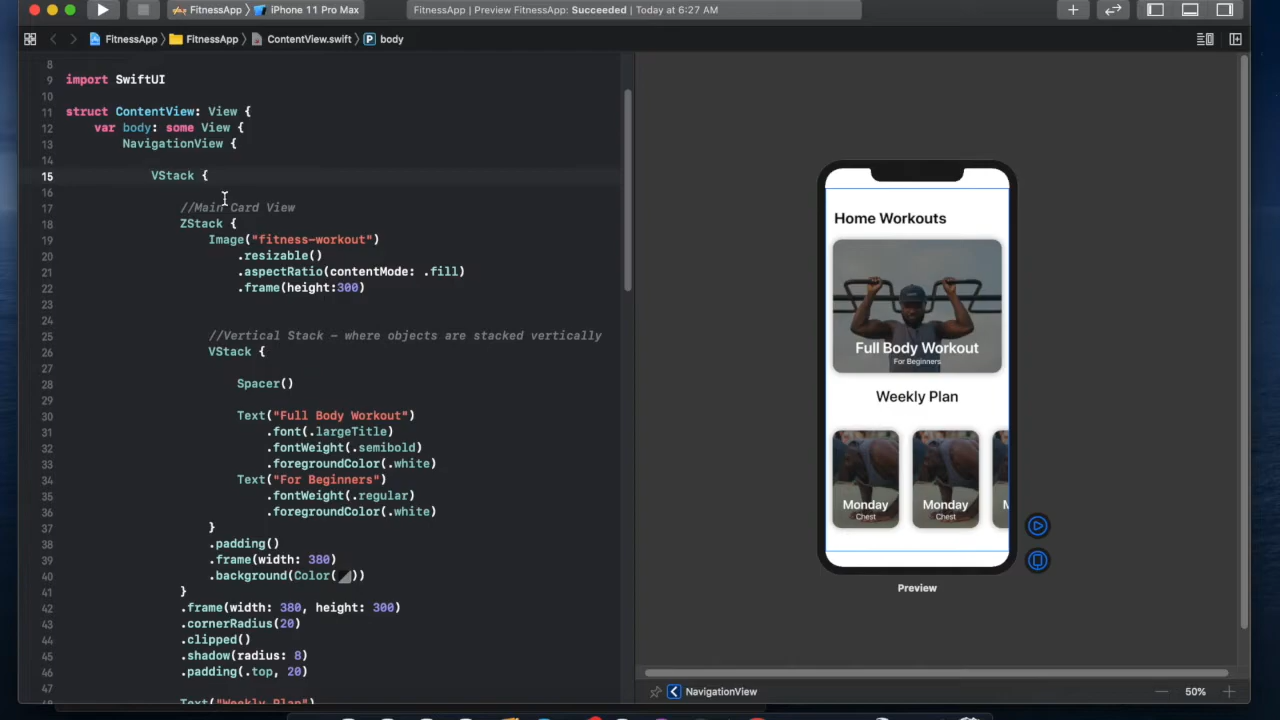 FitnessApp iPhone 11 Pro Max
FitnessApp | Preview FitnessApp: Succeeded | Today at 6:27 AM
FitnessApp FitnessApp ContentView.swift P body
8
9 import SwiftUI
10
11 struct ContentView: View {
12 var body: some View {
13 NavigationView {
14
15 VStack {
16
17 //Main Card View
18 ZStack {
19 Image("fitness-workout")
20 .resizable()
21 .aspectRatio(contentMode: .fill)
22 .frame(height:300)
23
24
25 //Vertical Stack – where objects are stacked vertically
26 VStack {
27
28 Spacer()
29
30 Text("Full Body Workout")
31 .font(.largeTitle)
32 .fontWeight(.semibold)
33 .foregroundColor(.white)
34 Text("For Beginners")
35 .fontWeight(.regular)
36 .foregroundColor(.white)
37 }
38 .padding()
39 .frame(width: 380)
40 .background(Color( ))
41 }
42 .frame(width: 380, height: 300)
43 .cornerRadius(20)
44 .clipped()
45 .shadow(radius: 8)
46 .padding(.top, 20)
47
Text("Weekly Plan")
Home Workouts
Full Body Workout
For Beginners
Weekly Plan
Monday Monday M
Chest Chest
Preview
NavigationView
50%